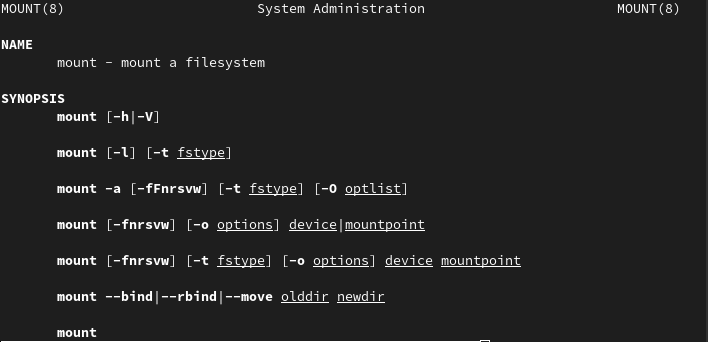 MOUNT(8)                        System Administration                        MOUNT(8)
NAME
       mount - mount a filesystem
SYNOPSIS
       mount [-h|-V]
       mount [-l] [-t fstype]
       mount -a [-fFnrsvw] [-t fstype] [-O optlist]
       mount [-fnrsvw] [-o options] device|mountpoint
       mount [-fnrsvw] [-t fstype] [-o options] device mountpoint
       mount --bind|--rbind|--move olddir newdir
       mount